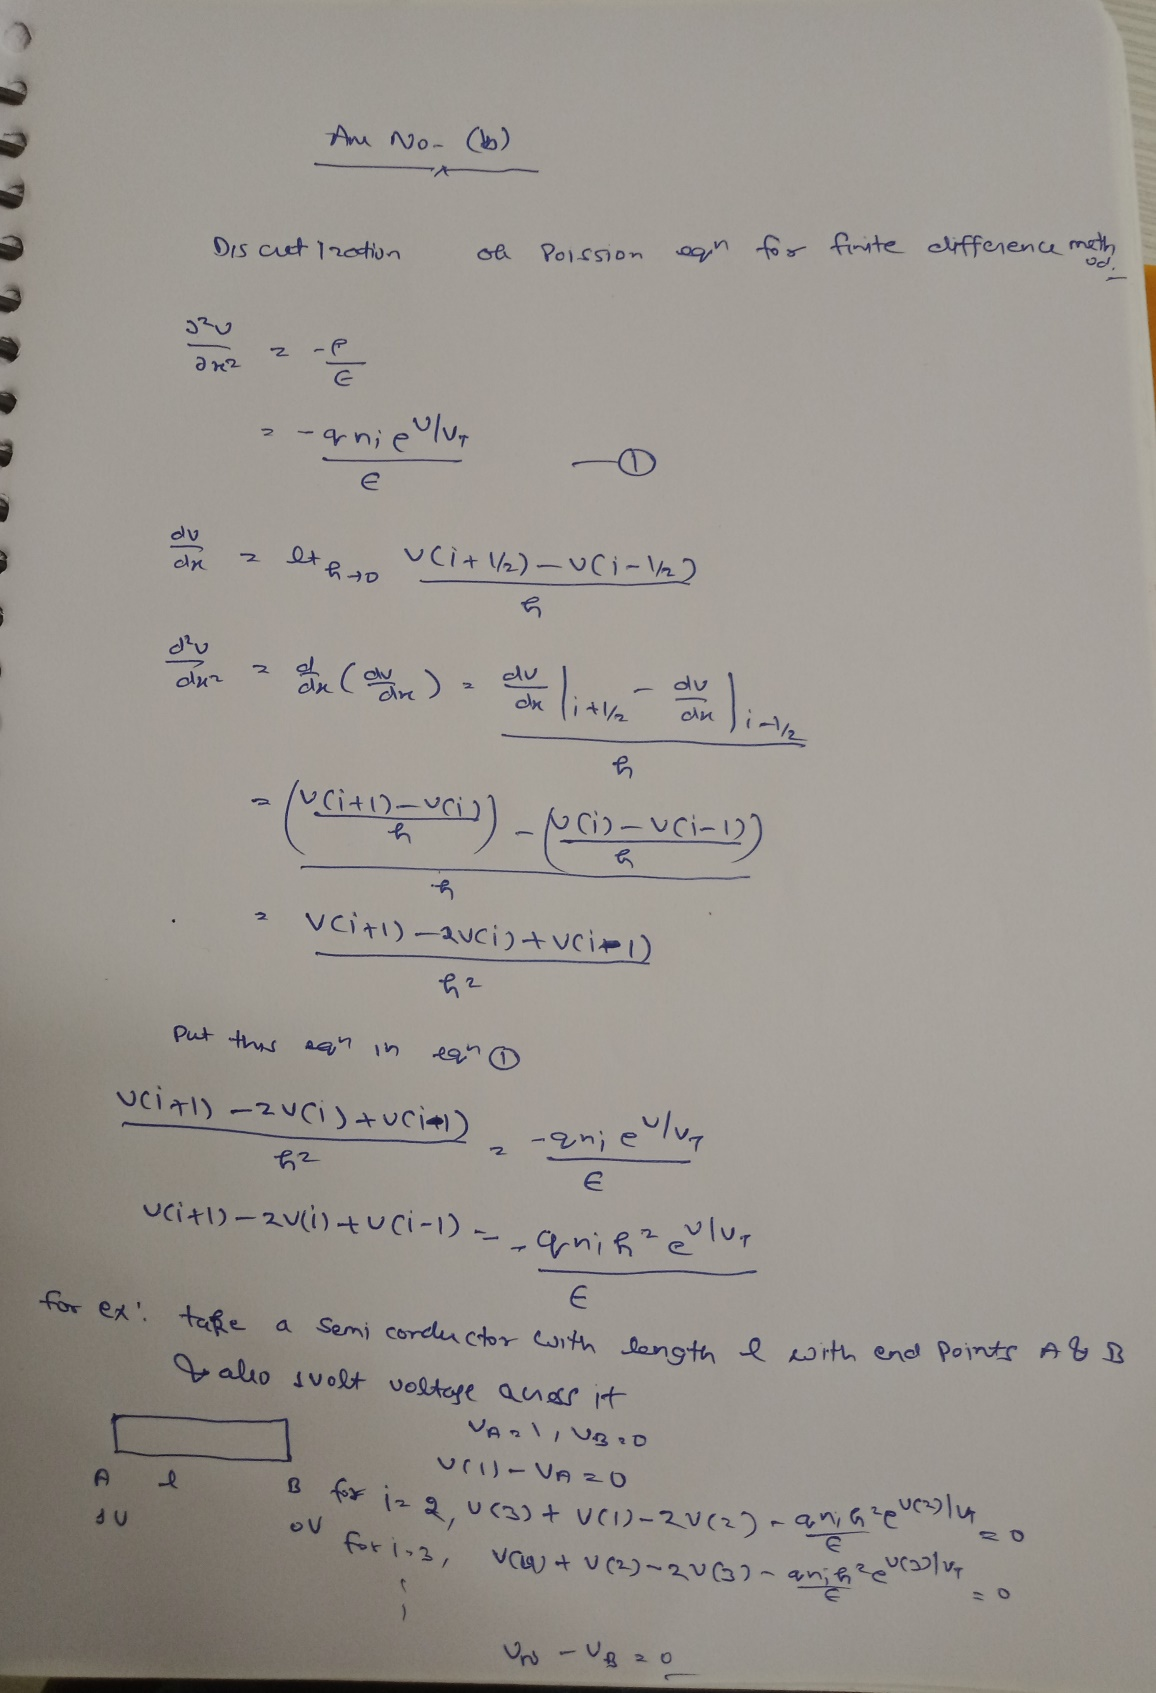 Ans No- (b)
Discretization of Poission eqn for finite difference method.
∂²v/∂x² = -ρ/ϵ
= -q ni e^(v/vT)/ϵ —①
dv/dx = lt h→0 (v(i+1/2) - v(i-1/2))/h
d²v/dx² = d/dx (dv/dx) = (dv/dx|i+1/2 - dv/dx|i-1/2)/h
= ((v(i+1)-v(i))/h) - ((v(i)-v(i-1))/h) / h
= (v(i+1) - 2v(i) + v(i-1))/h²
Put this eqn in eqn ①
(v(i+1) - 2v(i) + v(i-1))/h² = -q ni e^(v/vT)/ϵ
v(i+1) - 2v(i) + v(i-1) = - q ni h² e^(v/vT)/ϵ
for ex: take a semi conductor with length l with end points A & B
& also 1volt voltage across it
VA=1, VB=0
v(1) - VA = 0
A l B
1V 0V
for i=2, v(3) + v(1) - 2v(2) - q ni h² e^(v(2)/vT)/ϵ = 0
for i=3, v(4) + v(2) - 2v(3) - q ni h² e^(v(3)/vT)/ϵ = 0
vN - VB = 0